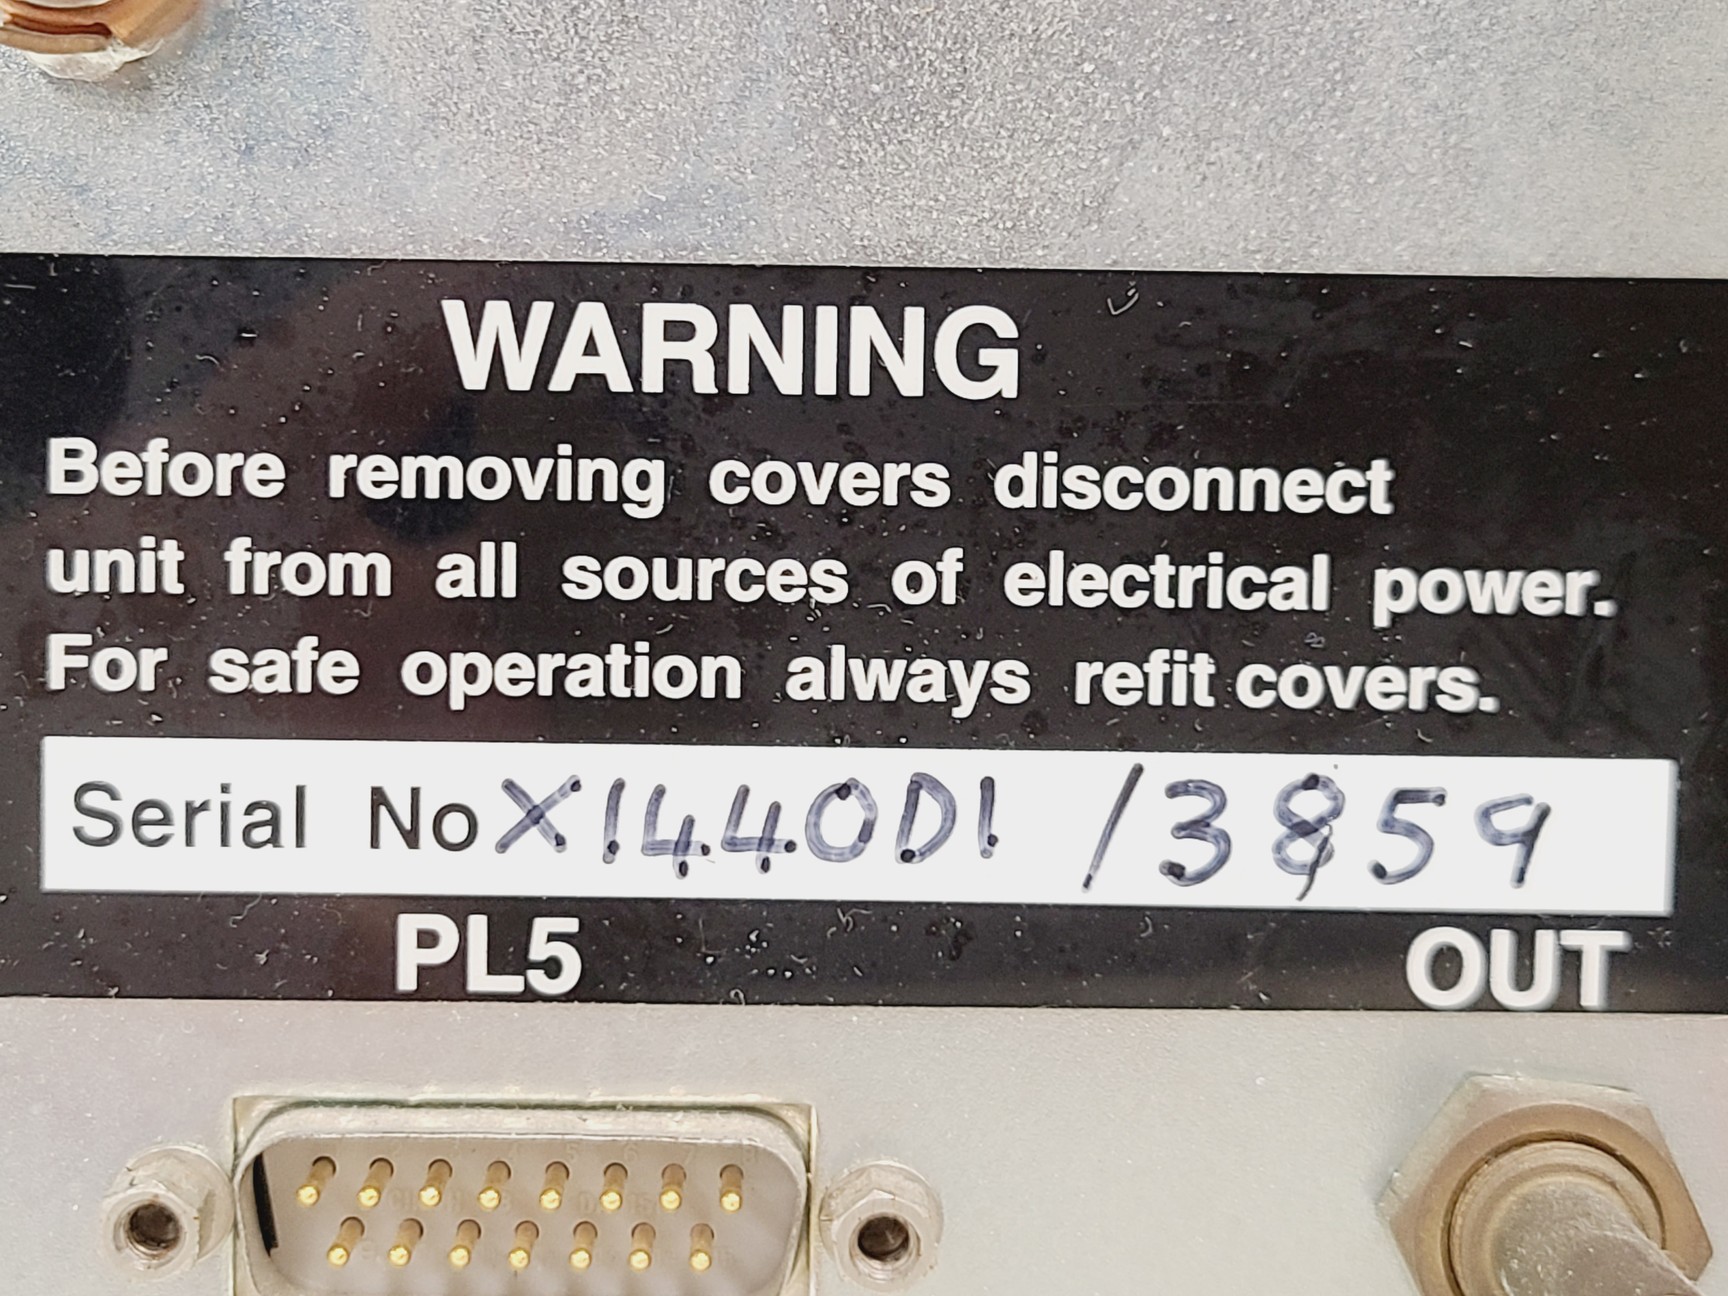 WARNING
Before removing covers disconnect
unit from all sources of electrical power.
For safe operation always refit covers.
Serial No X1440D1 /3859
PL5 OUT